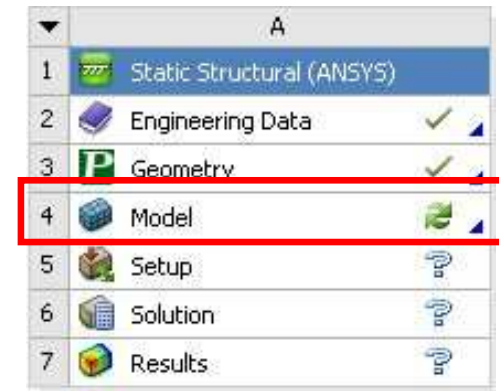 A
1 Static Structural (ANSYS)
2 Engineering Data
3 P Geometry
4 Model
5 Setup ?
6 Solution ?
7 Results ?